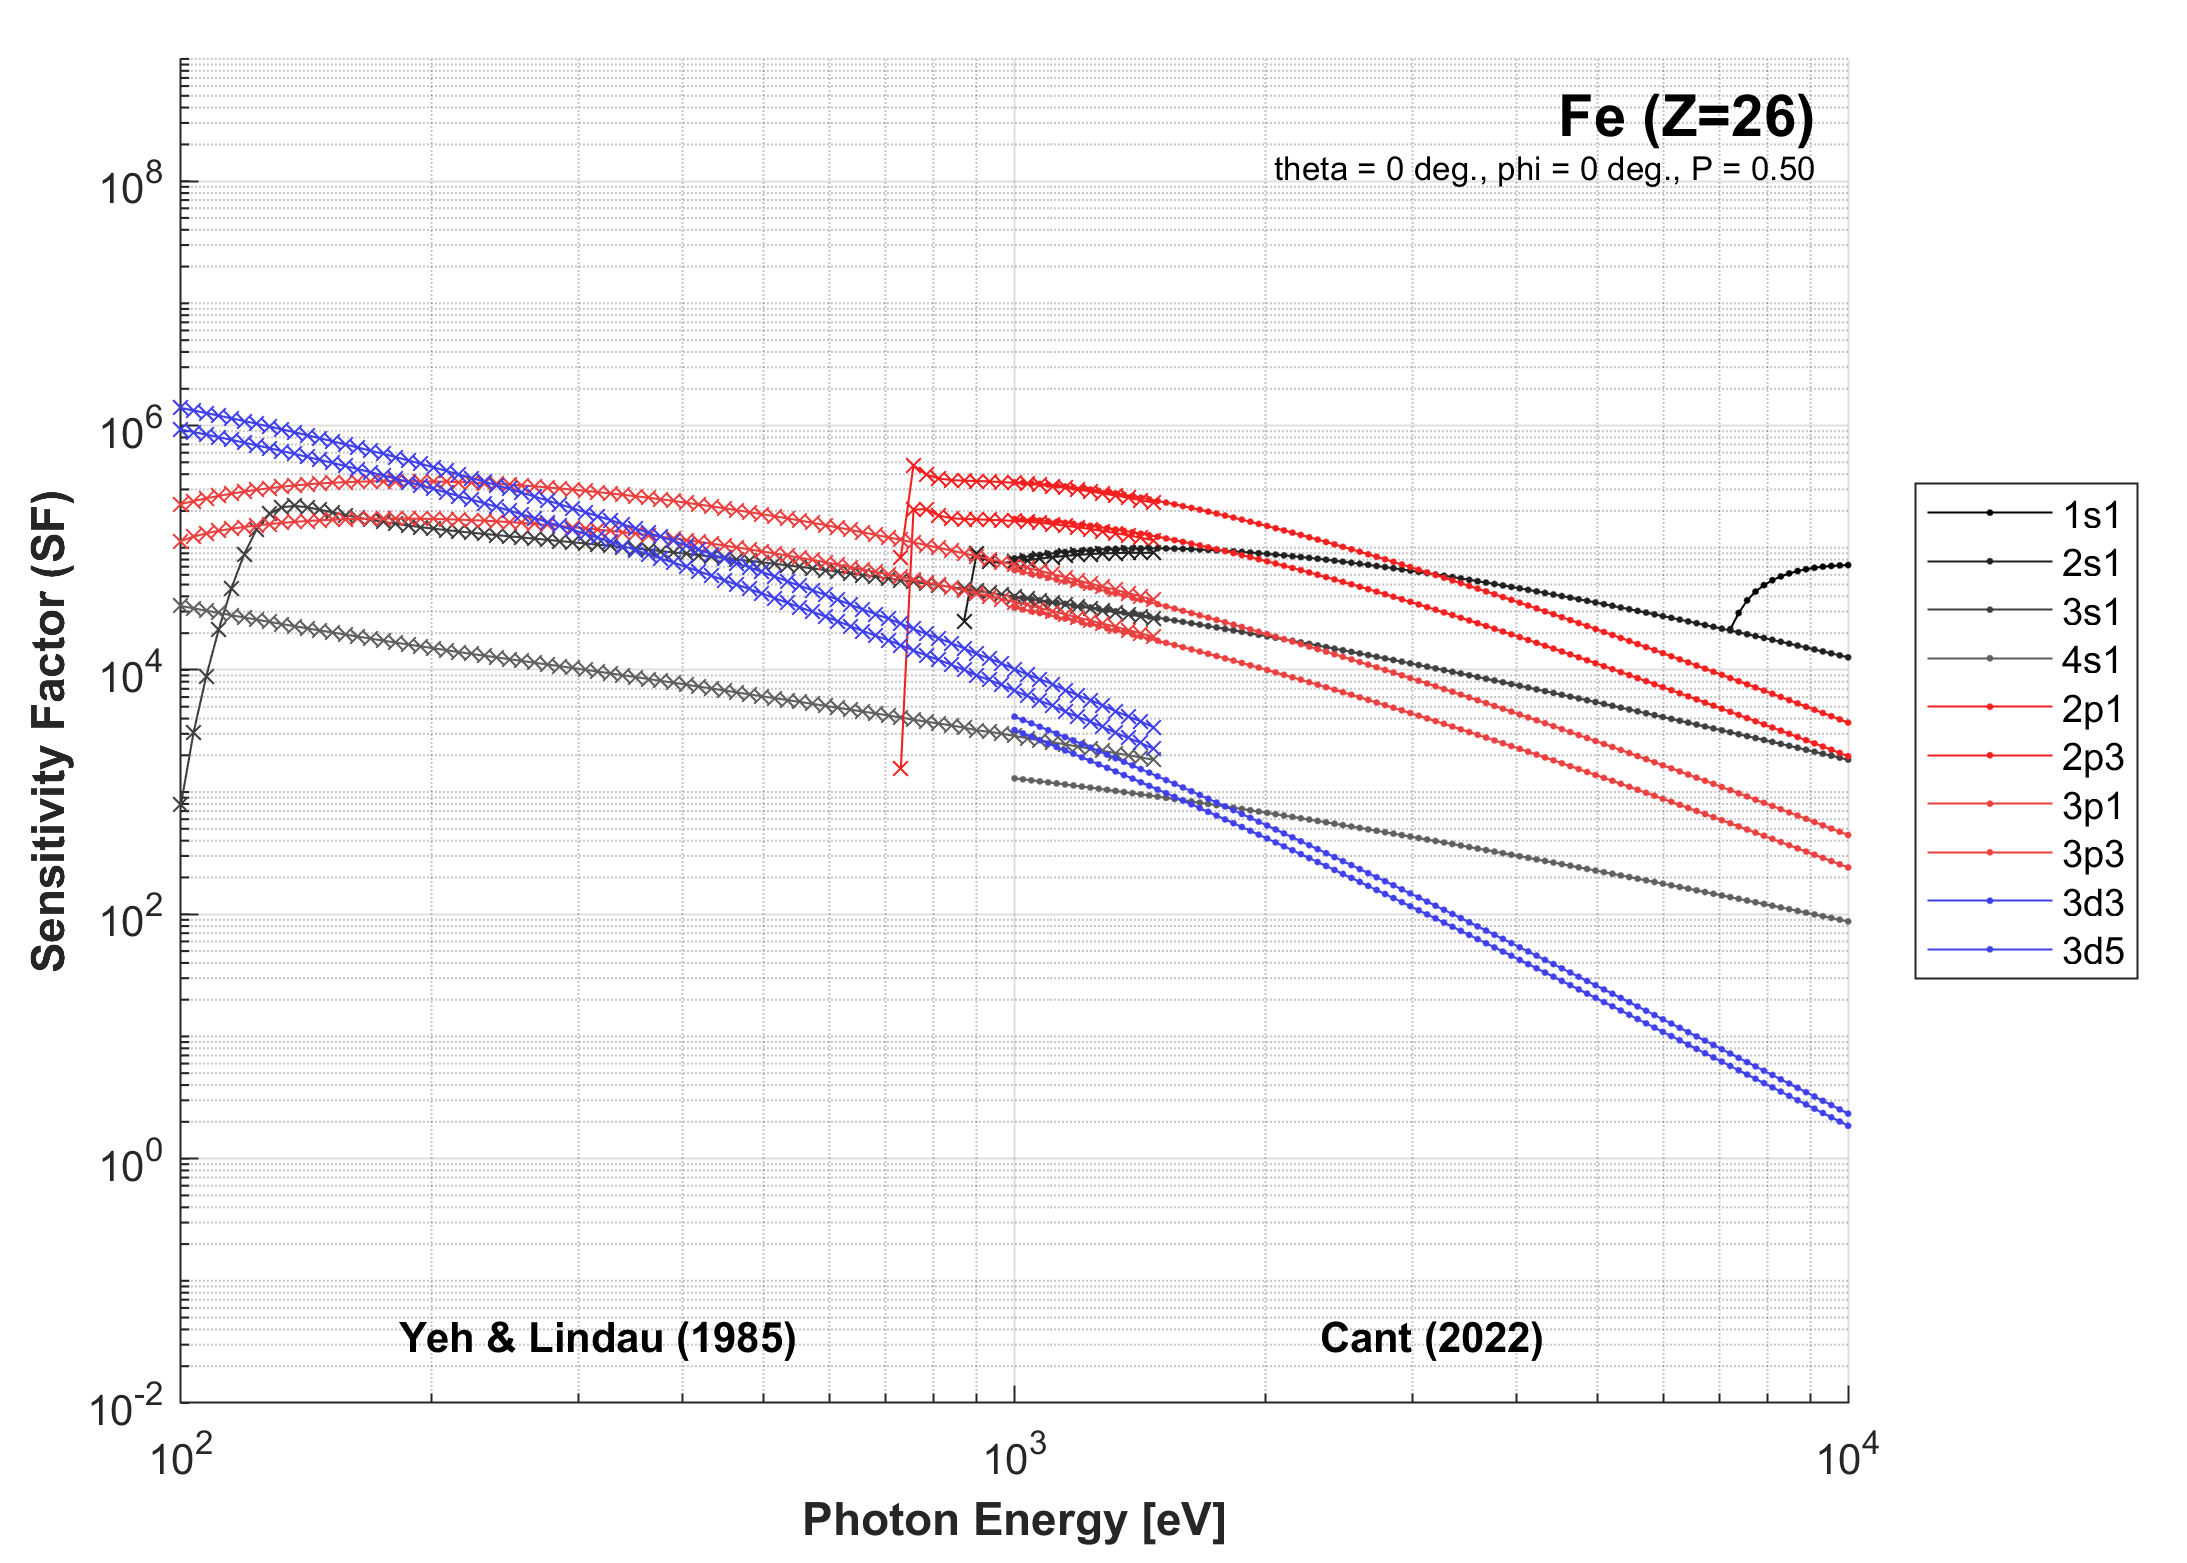 Fe (Z=26)
theta = 0 deg., phi = 0 deg., P = 0.50
10^8
10^6
10^4
10^2
10^0
10^-2
Sensitivity Factor (SF)
1s1
2s1
3s1
4s1
2p1
2p3
3p1
3p3
3d3
3d5
Yeh & Lindau (1985)
Cant (2022)
10^2
10^3
10^4
Photon Energy [eV]